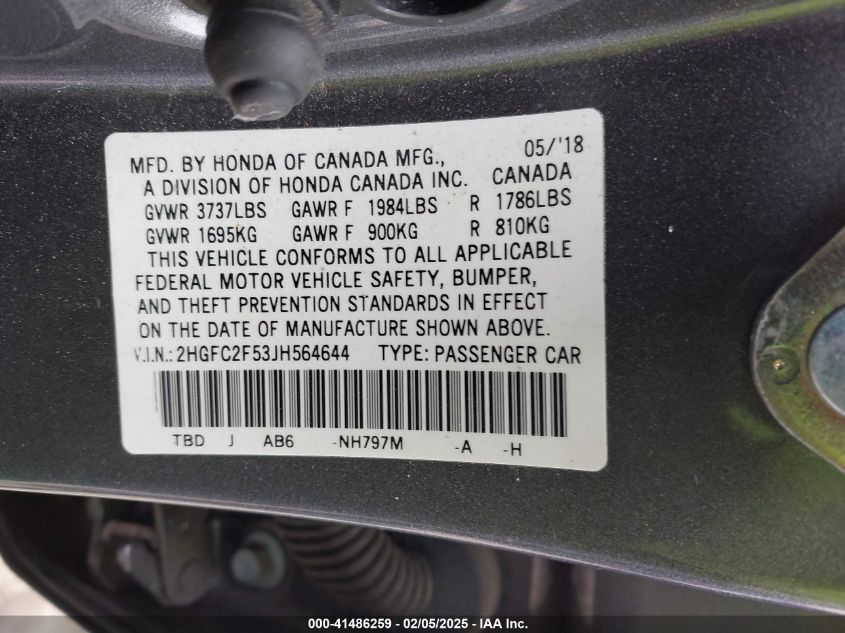 MFD. BY HONDA OF CANADA MFG., 05/'18
A DIVISION OF HONDA CANADA INC. CANADA
GVWR 3737LBS GAWR F 1984LBS R 1786LBS
GVWR 1695KG GAWR F 900KG R 810KG
THIS VEHICLE CONFORMS TO ALL APPLICABLE
FEDERAL MOTOR VEHICLE SAFETY, BUMPER,
AND THEFT PREVENTION STANDARDS IN EFFECT
ON THE DATE OF MANUFACTURE SHOWN ABOVE.
V.I.N.: 2HGFC2F53JH564644 TYPE: PASSENGER CAR
TBD J AB6 -NH797M -A -H
000-41486259 - 02/05/2025 - IAA Inc.